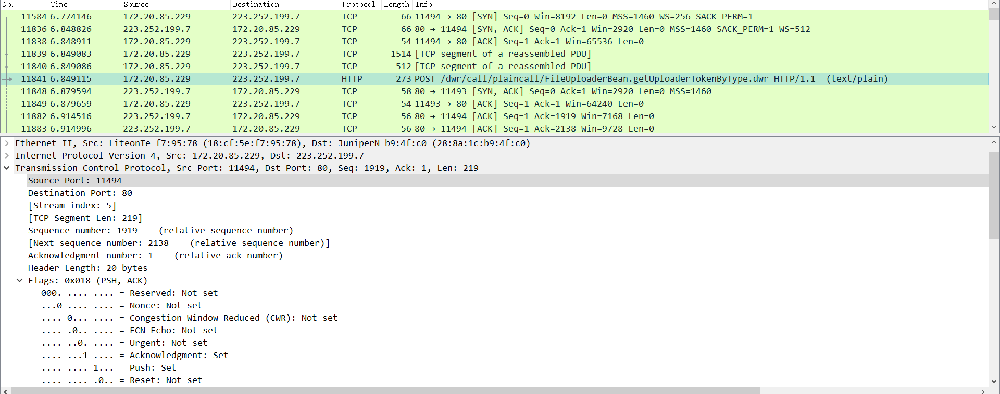 No. Time Source Destination Protocol Length Info
11584 6.774146 172.20.85.229 223.252.199.7 TCP 66 11494 → 80 [SYN] Seq=0 Win=8192 Len=0 MSS=1460 WS=256 SACK_PERM=1
11836 6.848826 223.252.199.7 172.20.85.229 TCP 66 80 → 11494 [SYN, ACK] Seq=0 Ack=1 Win=2920 Len=0 MSS=1460 SACK_PERM=1 WS=512
11838 6.848911 172.20.85.229 223.252.199.7 TCP 54 11494 → 80 [ACK] Seq=1 Ack=1 Win=65536 Len=0
11839 6.849083 172.20.85.229 223.252.199.7 TCP 1514 [TCP segment of a reassembled PDU]
11840 6.849086 172.20.85.229 223.252.199.7 TCP 512 [TCP segment of a reassembled PDU]
11841 6.849115 172.20.85.229 223.252.199.7 HTTP 273 POST /dwr/call/plaincall/FileUploaderBean.getUploaderTokenByType.dwr HTTP/1.1  (text/plain)
11848 6.879594 223.252.199.7 172.20.85.229 TCP 58 80 → 11493 [SYN, ACK] Seq=0 Ack=1 Win=2920 Len=0 MSS=1460
11849 6.879659 172.20.85.229 223.252.199.7 TCP 54 11493 → 80 [ACK] Seq=1 Ack=1 Win=64240 Len=0
11882 6.914516 223.252.199.7 172.20.85.229 TCP 56 80 → 11494 [ACK] Seq=1 Ack=1919 Win=7168 Len=0
11883 6.914996 223.252.199.7 172.20.85.229 TCP 56 80 → 11494 [ACK] Seq=1 Ack=2138 Win=9728 Len=0
Ethernet II, Src: LiteonTe_f7:95:78 (18:cf:5e:f7:95:78), Dst: JuniperN_b9:4f:c0 (28:8a:1c:b9:4f:c0)
Internet Protocol Version 4, Src: 172.20.85.229, Dst: 223.252.199.7
Transmission Control Protocol, Src Port: 11494, Dst Port: 80, Seq: 1919, Ack: 1, Len: 219
Source Port: 11494
Destination Port: 80
[Stream index: 5]
[TCP Segment Len: 219]
Sequence number: 1919    (relative sequence number)
[Next sequence number: 2138    (relative sequence number)]
Acknowledgment number: 1    (relative ack number)
Header Length: 20 bytes
Flags: 0x018 (PSH, ACK)
000. .... .... = Reserved: Not set
...0 .... .... = Nonce: Not set
.... 0... .... = Congestion Window Reduced (CWR): Not set
.... .0.. .... = ECN-Echo: Not set
.... ..0. .... = Urgent: Not set
.... ...1 .... = Acknowledgment: Set
.... .... 1... = Push: Set
.... .... .0.. = Reset: Not set